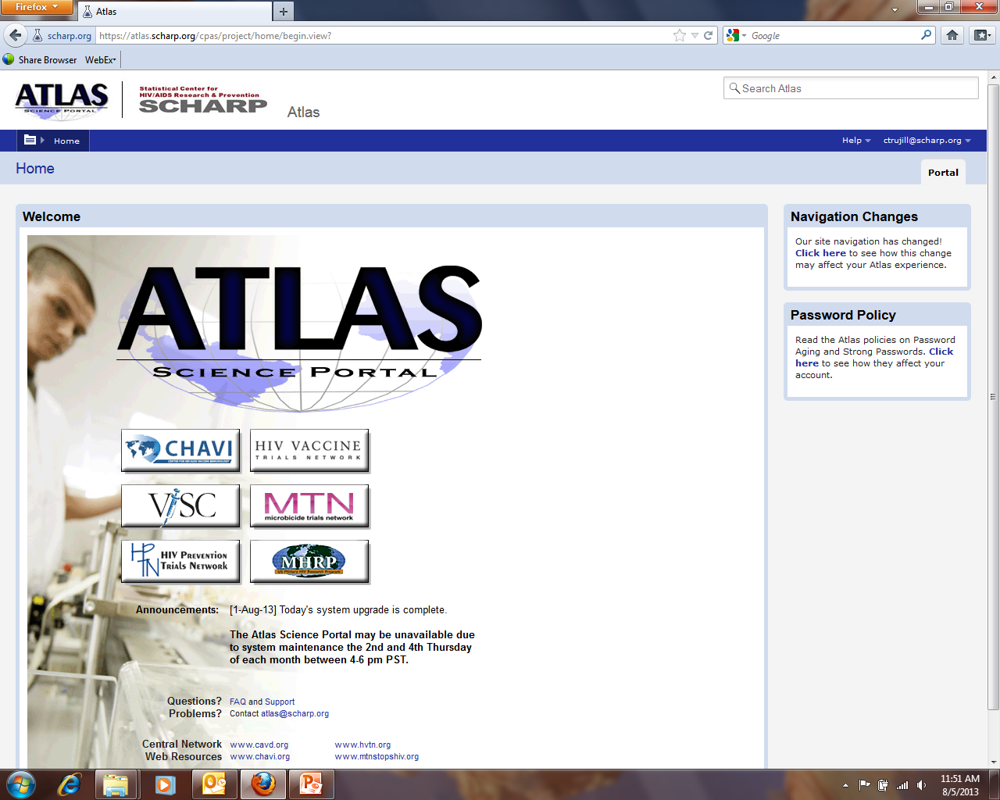 Firefox
Atlas
scharp.org
https://atlas.scharp.org/cpas/project/home/begin.view?
Google
Share Browser
WebEx
ATLAS
SCIENCE PORTAL
Statistical Center for
HIV/AIDS Research & Prevention
SCHARP
Atlas
Search Atlas
Home
Help
ctrujill@scharp.org
Home
Portal
Welcome
ATLAS
SCIENCE PORTAL
CHAVI
CENTER FOR HIV/AIDS VACCINE IMMUNOLOGY
HIV VACCINE
TRIALS NETWORK
VISC
MTN
microbicide trials network
HPTN
HIV PREVENTION
TRIALS NETWORK
MHRP
US Military HIV Research Program
Announcements: [1-Aug-13] Today's system upgrade is complete.
The Atlas Science Portal may be unavailable due
to system maintenance the 2nd and 4th Thursday
of each month between 4-6 pm PST.
Questions? FAQ and Support
Problems? Contact atlas@scharp.org
Central Network www.cavd.org www.hvtn.org
Web Resources www.chavi.org www.mtnstopshiv.org
Navigation Changes
Our site navigation has changed!
Click here to see how this change
may affect your Atlas experience.
Password Policy
Read the Atlas policies on Password
Aging and Strong Passwords. Click
here to see how they affect your
account.
11:51 AM
8/5/2013